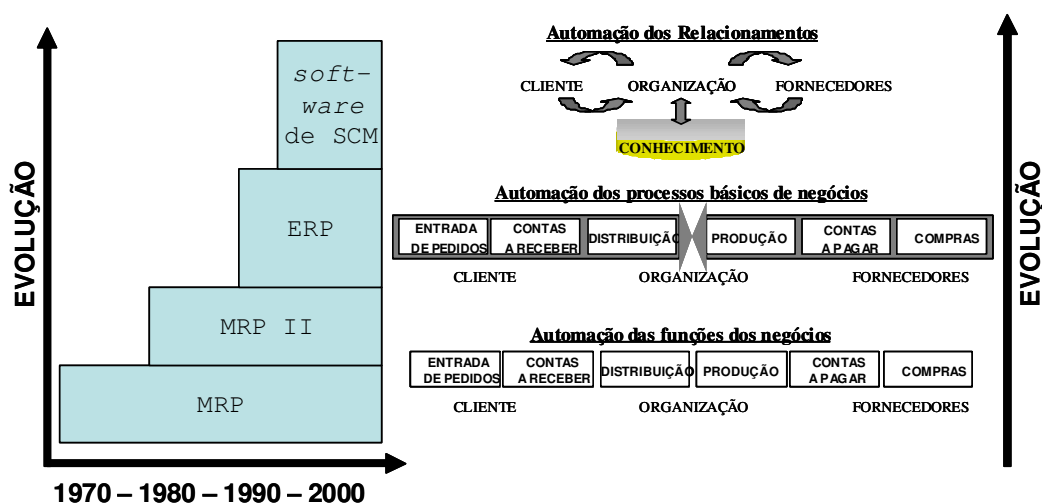 EVOLUÇÃO
soft-
ware
de SCM
ERP
MRP II
MRP
1970 – 1980 – 1990 – 2000
Automação dos Relacionamentos
CLIENTE ORGANIZAÇÃO FORNECEDORES
CONHECIMENTO
Automação dos processos básicos de negócios
ENTRADA
DE PEDIDOS
CONTAS
A RECEBER
DISTRIBUIÇÃO
PRODUÇÃO
CONTAS
A PAGAR
COMPRAS
CLIENTE ORGANIZAÇÃO FORNECEDORES
Automação das funções dos negócios
ENTRADA
DE PEDIDOS
CONTAS
A RECEBER
DISTRIBUIÇÃO
PRODUÇÃO
CONTAS
A PAGAR
COMPRAS
CLIENTE ORGANIZAÇÃO FORNECEDORES
EVOLUÇÃO